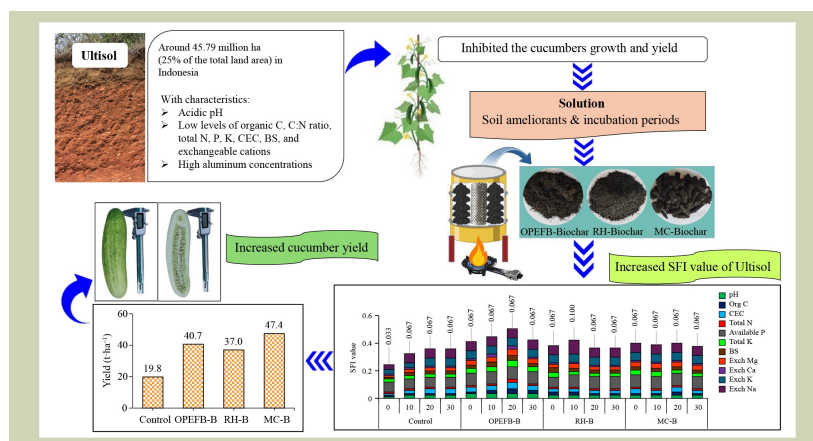 Ultisol
Around 45.79 million ha
(25% of the total land area) in
Indonesia
With characteristics:
➢ Acidic pH
➢ Low levels of organic C, C:N ratio,
total N, P, K, CEC, BS, and
exchangeable cations
➢ High aluminum concentrations
Inhibited the cucumbers growth and yield
Solution
Soil ameliorants & incubation periods
OPEFB-Biochar RH-Biochar MC-Biochar
Increased SFI value of Ultisol
Increased cucumber yield
Yield (t·ha⁻¹)
60
40
20
0
19.8
40.7
37.0
47.4
Control OPEFB-B RH-B MC-B
SFI value
0.6
0.4
0.2
0
0.033
0.067
0.067
0.067
0.067
0.067
0.067
0.067
0.067
0.100
0.067
0.067
0.067
0.067
0.067
0.067
0 10 20 30 0 10 20 30 0 10 20 30 0 10 20 30
Control OPEFB-B RH-B MC-B
pH
Org C
CEC
Total N
Available P
Total K
BS
Exch Mg
Exch Ca
Exch K
Exch Na